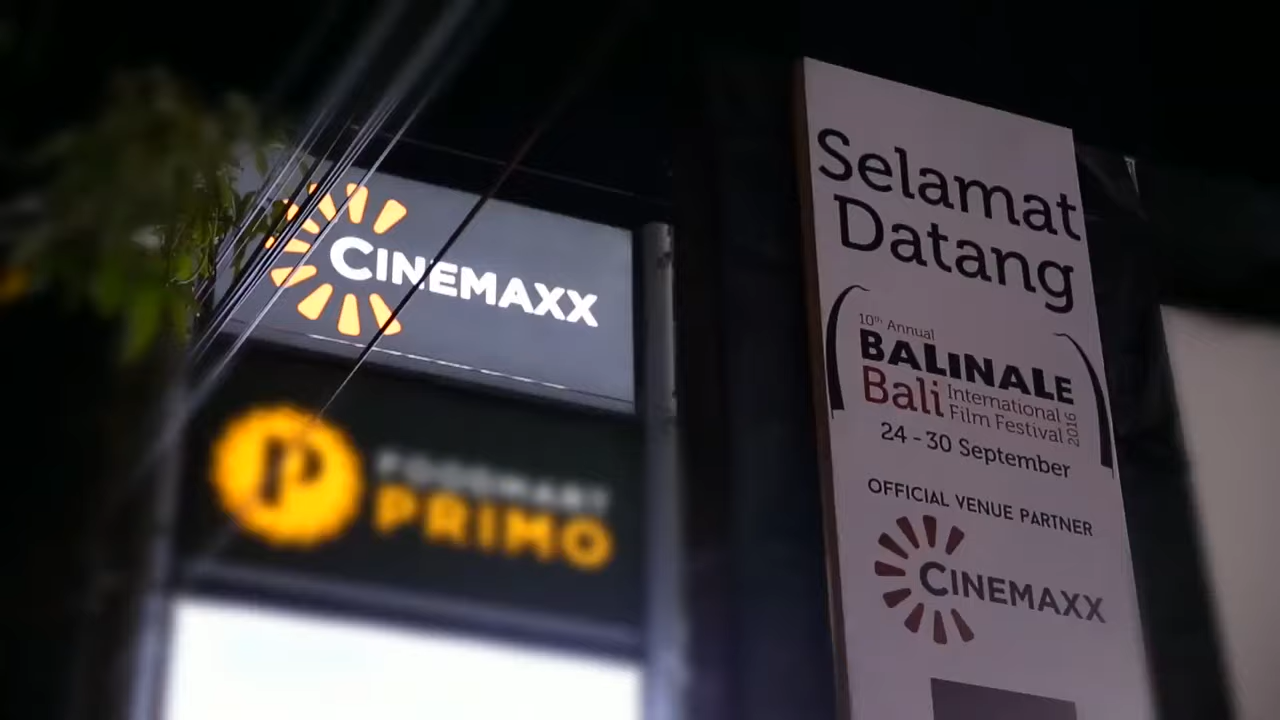 CINEMAXX
P
FOODMART
PRIMO
Selamat
Datang
10th Annual
BALINALE
Bali International
Film Festival 2016
24 - 30 September
OFFICIAL VENUE PARTNER
CINEMAXX